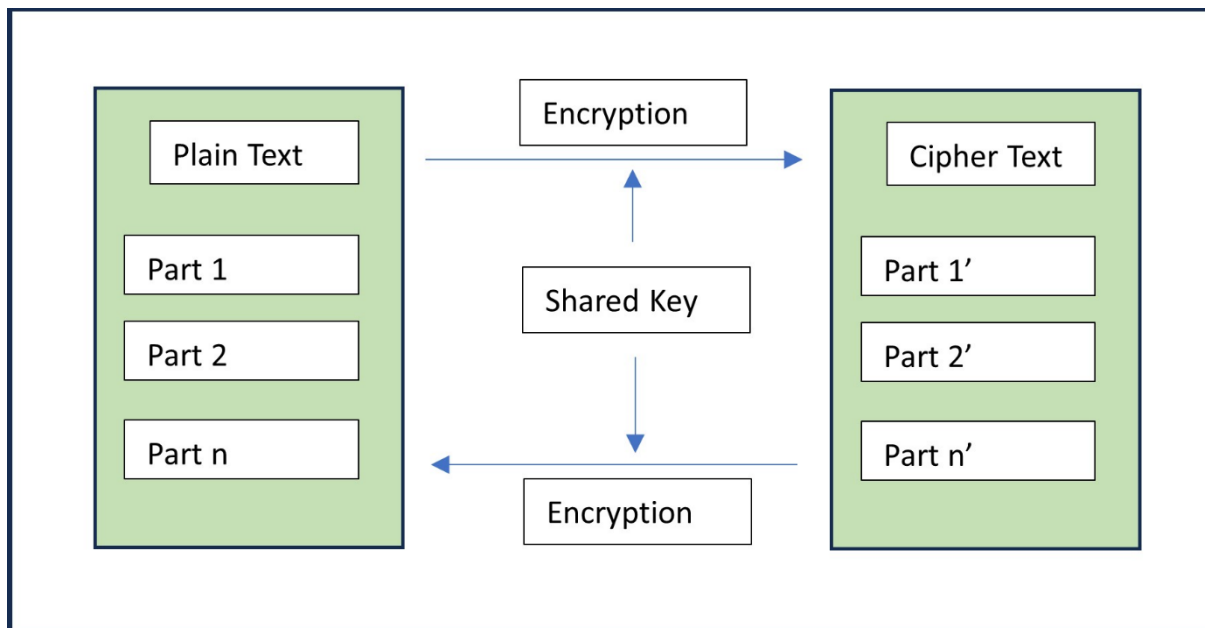 Encryption
Plain Text
Cipher Text
Part 1
Part 1’
Shared Key
Part 2
Part 2’
Part n
Part n’
Encryption